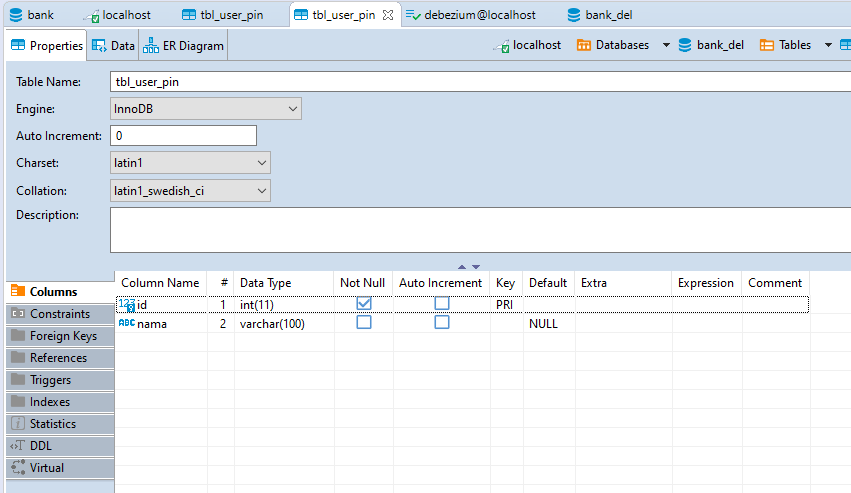 bank localhost tbl_user_pin tbl_user_pin debezium@localhost bank_del
Properties Data ER Diagram localhost Databases bank_del Tables
Table Name: tbl_user_pin
Engine: InnoDB
Auto Increment: 0
Charset: latin1
Collation: latin1_swedish_ci
Description:
Column Name # Data Type Not Null Auto Increment Key Default Extra Expression Comment
Columns
123 id 1 int(11) PRI
Constraints
ABC nama 2 varchar(100) NULL
Foreign Keys
References
Triggers
Indexes
Statistics
DDL
Virtual